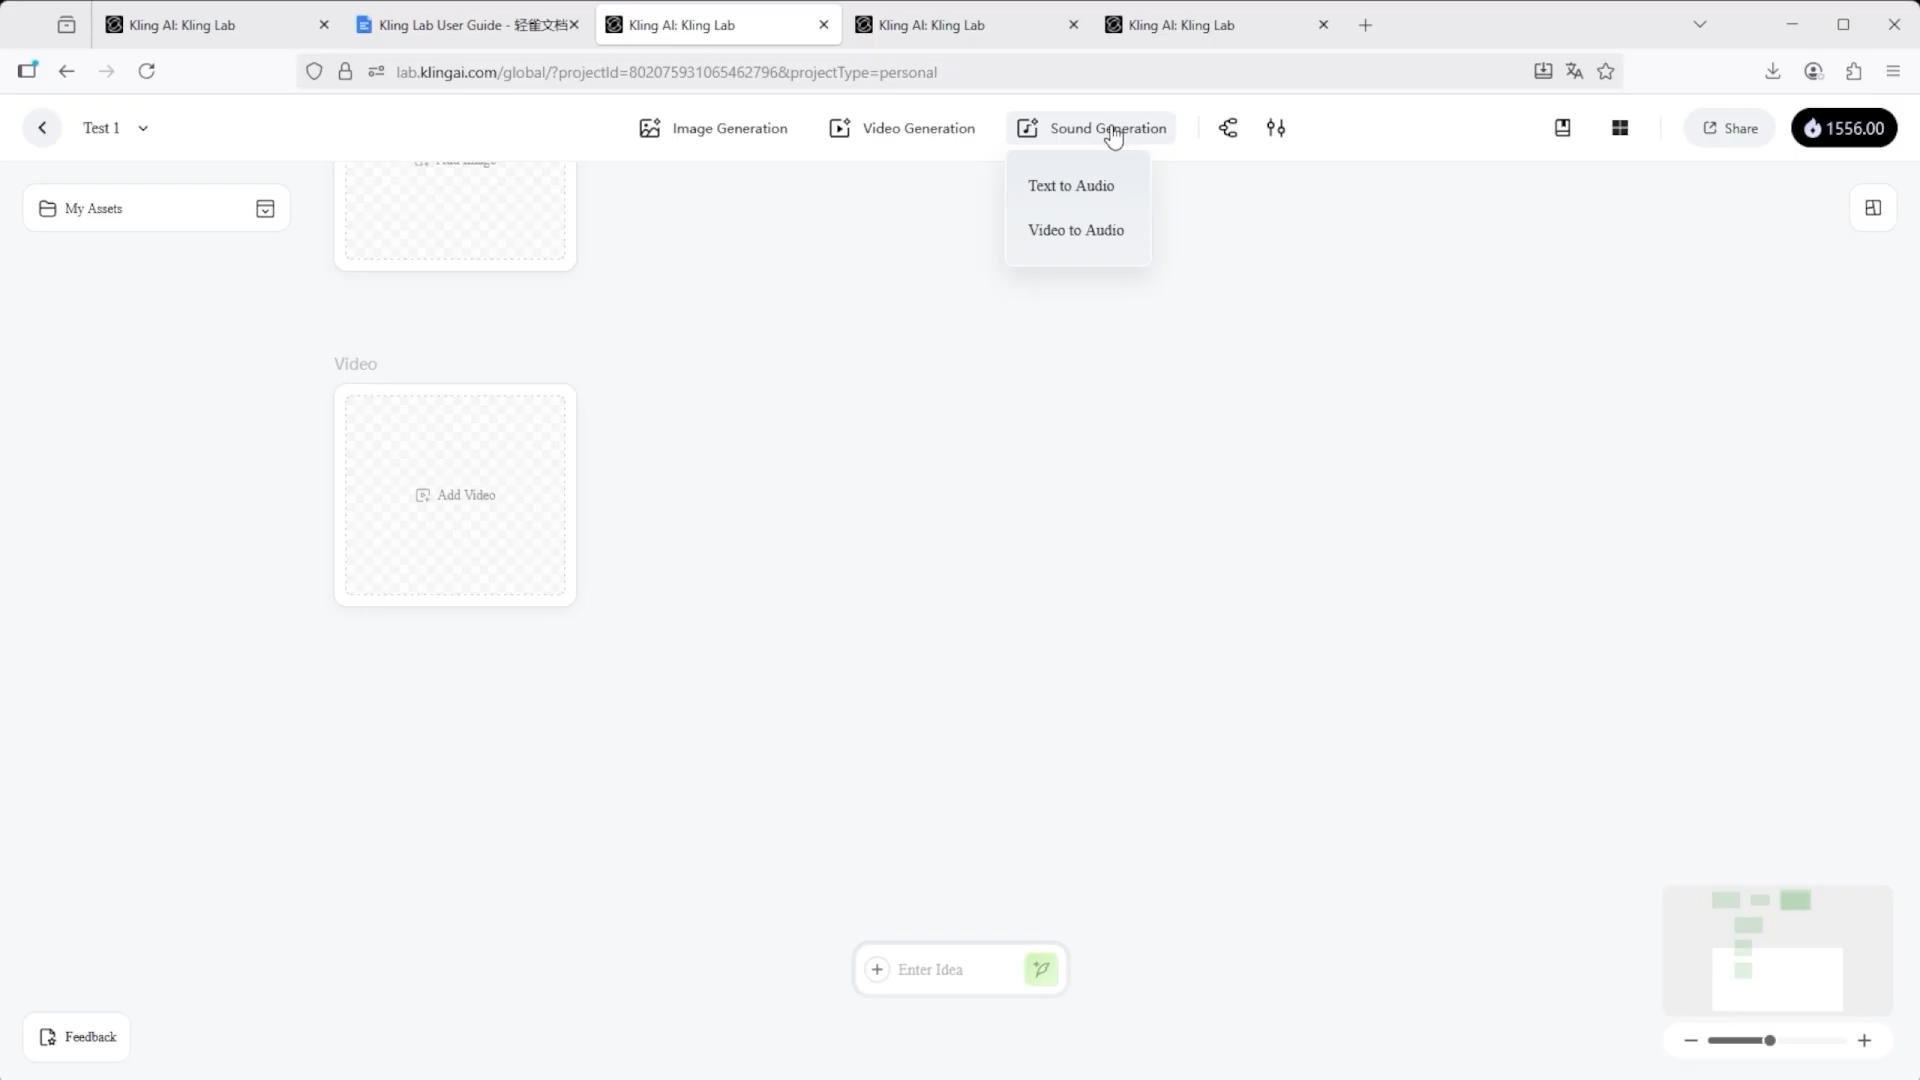 Kling AI: Kling Lab
Kling Lab User Guide - 轻雀文档
Kling AI: Kling Lab
Kling AI: Kling Lab
Kling AI: Kling Lab
lab.klingai.com/global/?projectId=802075931065462796&projectType=personal
Test 1
Image Generation
Video Generation
Sound Generation
Share
1556.00
Add Image
Text to Audio
My Assets
Video to Audio
Video
Add Video
Enter Idea
Feedback